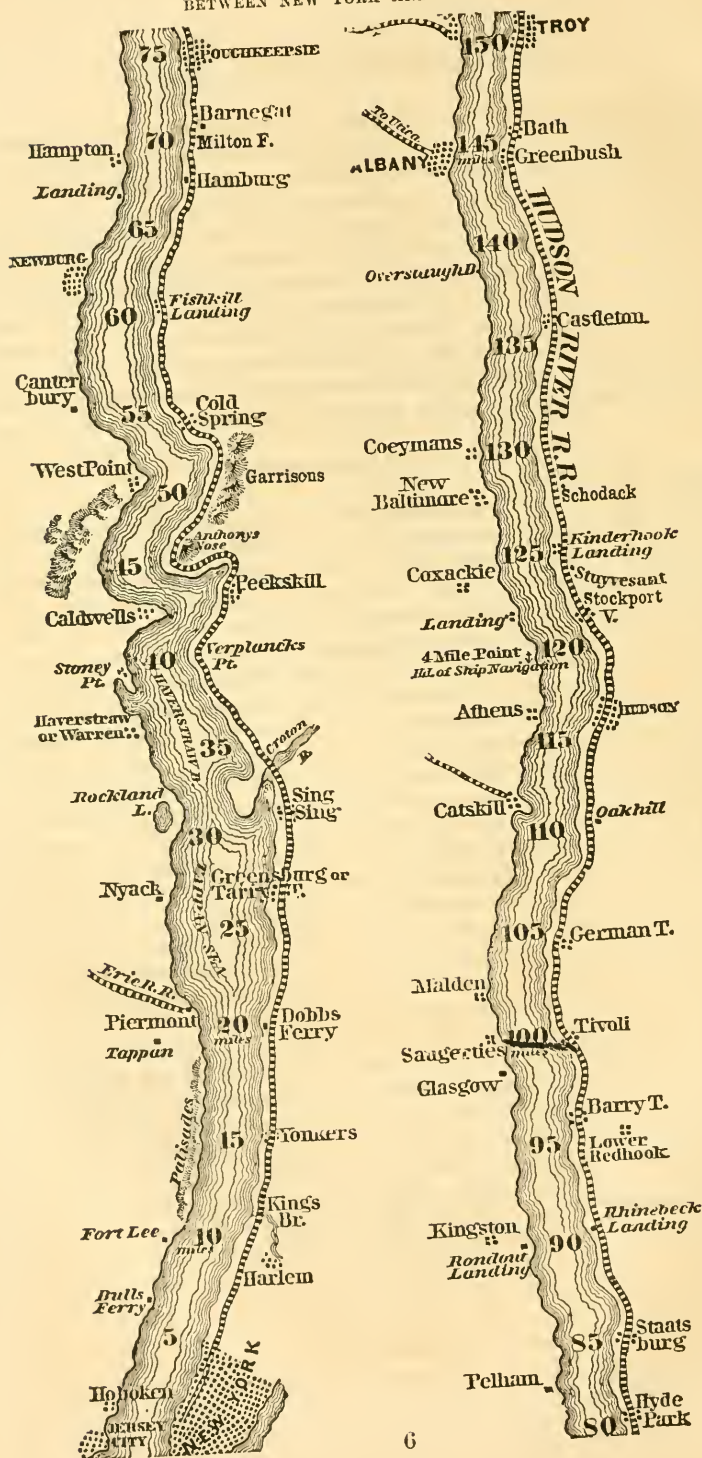 BETWEEN NEW YORK
75
POUGHKEEPSIE
Barnegat
70
Milton F.
Hampton
Hamburg
Landing
65
NEWBURG
60
Fishkill
Landing
Canter
bury
55
Cold
Spring
West Point
50
Garrisons
Anthonys
Nose
45
Peekskill
Caldwells
Verplancks
Pt.
40
Stoney
Pt.
HAVERSTRAW B.
Haverstraw
or Warren
35
Croton
R.
Rockland
L.
Sing
Sing
30
Greensburg or
Tarry T.
Nyack
TAPPAN SEA
25
Erie R.R.
Piermont
20
miles
Dobbs
Ferry
Tappan
Palisades
15
Yonkers
Kings
Br.
Fort Lee
10
miles
Harlem
Bulls
Ferry
5
Hoboken
JERSEY
CITY
NEW YORK
150
TROY
To Utica
145
miles
Bath
ALBANY
Greenbush
HUDSON RIVER R.R.
140
Overslaugh D.
Castleton
135
Coeymans
130
New
Baltimore
Schodack
125
Kinderhook
Landing
Coxackie
Stuyvesant
Stockport
V.
Landing
4 Mile Point
120
Hd. of Ship Navigation
Athens
HUDSON
115
Catskill
Oakhill
110
105
German T.
Malden
100
miles
Tivoli
Saugerties
Glasgow
Barry T.
95
Lower
Redhook
Rhinebeck
Landing
Kingston
90
Rondout
Landing
85
Staats
burg
Pelham
Hyde
Park
80
6